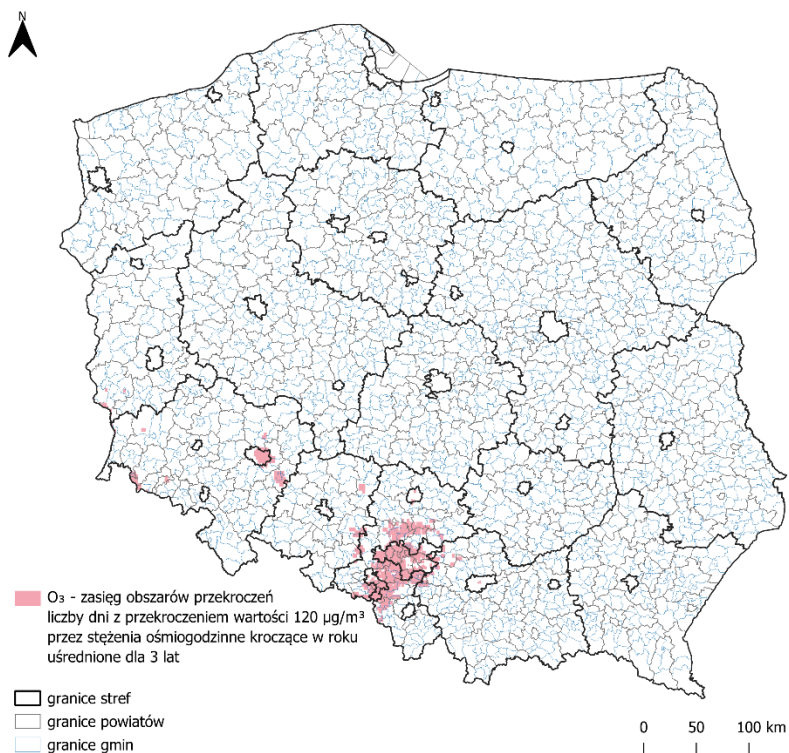 N
O₃ - zasięg obszarów przekroczeń
liczby dni z przekroczeniem wartości 120 µg/m³
przez stężenia ośmiogodzinne kroczące w roku
uśrednione dla 3 lat
granice stref
granice powiatów
granice gmin
0 50 100 km